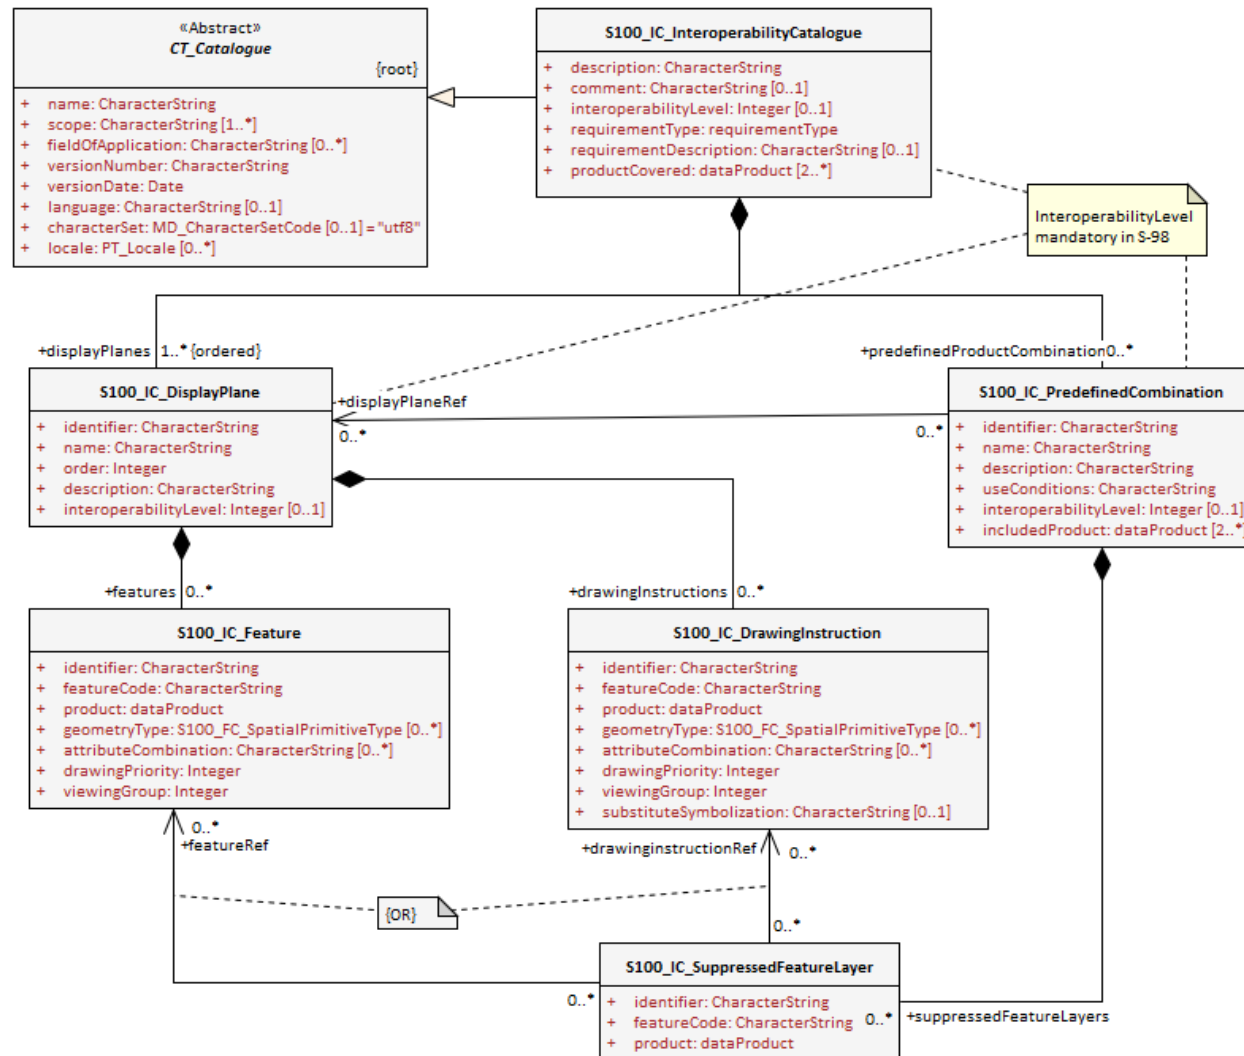 «Abstract»
CT_Catalogue
{root}
+ name: CharacterString
+ scope: CharacterString [1..*]
+ fieldOfApplication: CharacterString [0..*]
+ versionNumber: CharacterString
+ versionDate: Date
+ language: CharacterString [0..1]
+ characterSet: MD_CharacterSetCode [0..1] = "utf8"
+ locale: PT_Locale [0..*]
S100_IC_InteroperabilityCatalogue
+ description: CharacterString
+ comment: CharacterString [0..1]
+ interoperabilityLevel: Integer [0..1]
+ requirementType: requirementType
+ requirementDescription: CharacterString [0..1]
+ productCovered: dataProduct [2..*]
InteroperabilityLevel
mandatory in S-98
+displayPlanes 1..* {ordered}
+predefinedProductCombination 0..*
S100_IC_DisplayPlane
+ identifier: CharacterString
+ name: CharacterString
+ order: Integer
+ description: CharacterString
+ interoperabilityLevel: Integer [0..1]
+displayPlaneRef
0..*
0..*
S100_IC_PredefinedCombination
+ identifier: CharacterString
+ name: CharacterString
+ description: CharacterString
+ useConditions: CharacterString
+ interoperabilityLevel: Integer [0..1]
+ includedProduct: dataProduct [2..*]
+features 0..*
+drawingInstructions 0..*
S100_IC_Feature
+ identifier: CharacterString
+ featureCode: CharacterString
+ product: dataProduct
+ geometryType: S100_FC_SpatialPrimitiveType [0..*]
+ attributeCombination: CharacterString [0..*]
+ drawingPriority: Integer
+ viewingGroup: Integer
S100_IC_DrawingInstruction
+ identifier: CharacterString
+ featureCode: CharacterString
+ product: dataProduct
+ geometryType: S100_FC_SpatialPrimitiveType [0..*]
+ attributeCombination: CharacterString [0..*]
+ drawingPriority: Integer
+ viewingGroup: Integer
+ substituteSymbolization: CharacterString [0..1]
0..*
+featureRef
+drawinginstructionRef
0..*
{OR}
0..*
S100_IC_SuppressedFeatureLayer
+ identifier: CharacterString
+ featureCode: CharacterString
+ product: dataProduct
0..*
0..*
+suppressedFeatureLayers